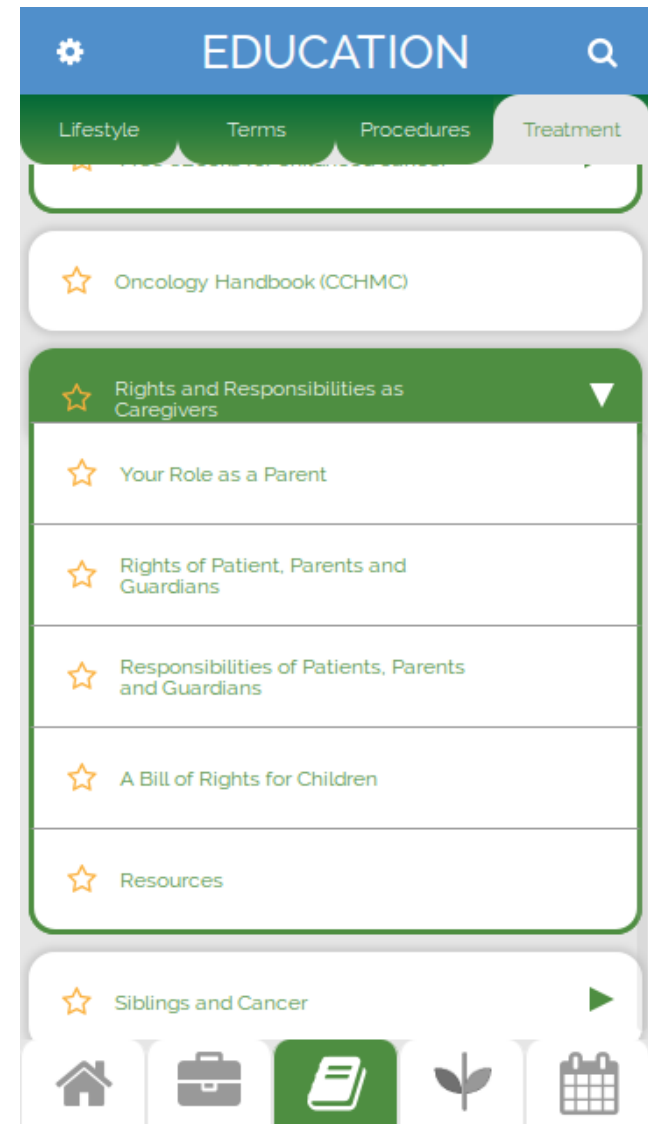 EDUCATION
Lifestyle
Terms
Procedures
Treatment
Oncology Handbook (CCHMC)
Rights and Responsibilities as
Caregivers
Your Role as a Parent
Rights of Patient, Parents and
Guardians
Responsibilities of Patients, Parents
and Guardians
A Bill of Rights for Children
Resources
Siblings and Cancer